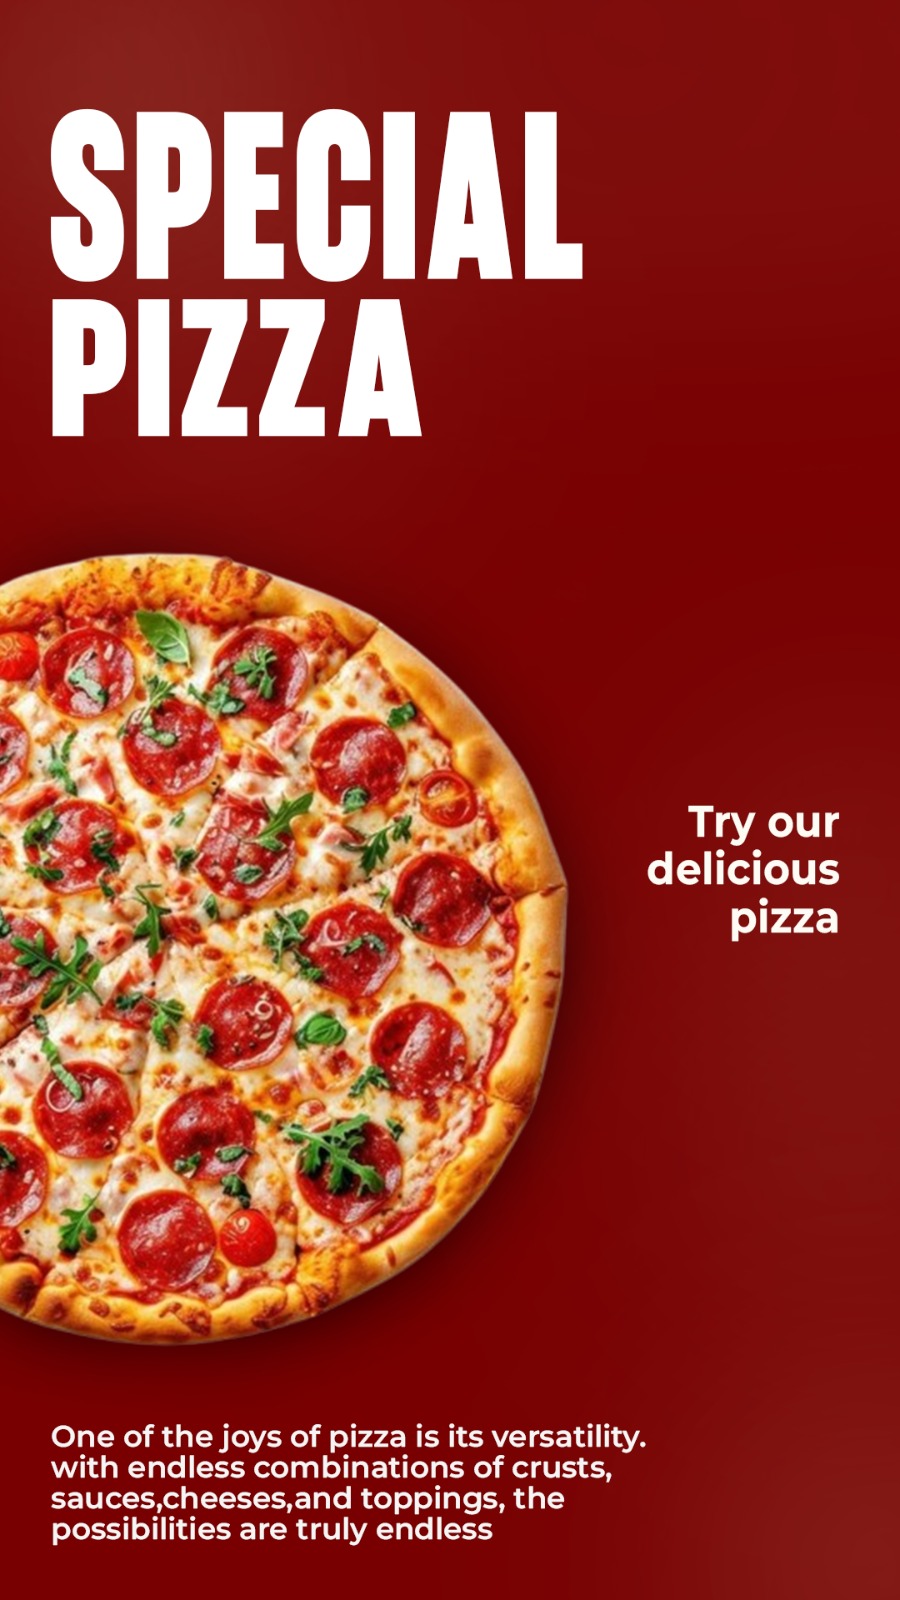 SPECIAL
PIZZA
Try our
delicious
pizza
One of the joys of pizza is its versatility.
with endless combinations of crusts,
sauces,cheeses,and toppings, the
possibilities are truly endless